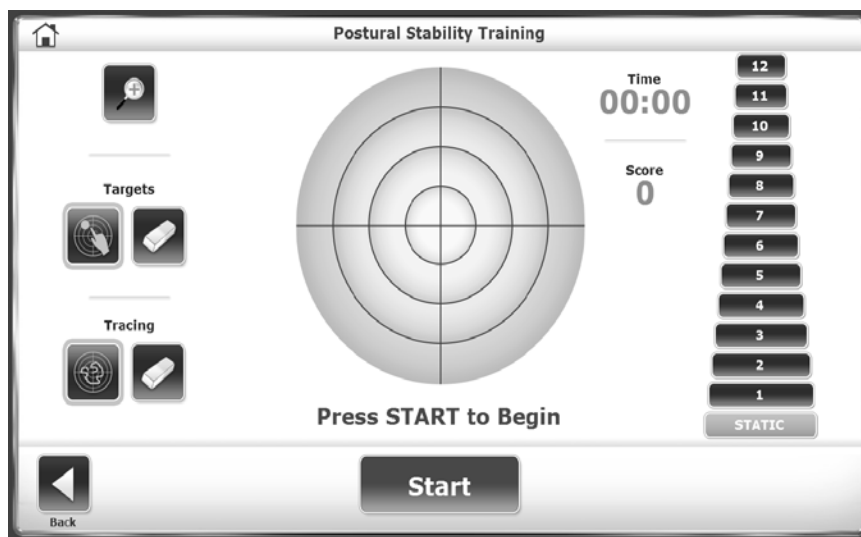 Postural Stability Training
Targets
Tracing
Press START to Begin
Time
00:00
Score
0
12
11
10
9
8
7
6
5
4
3
2
1
STATIC
Back
Start